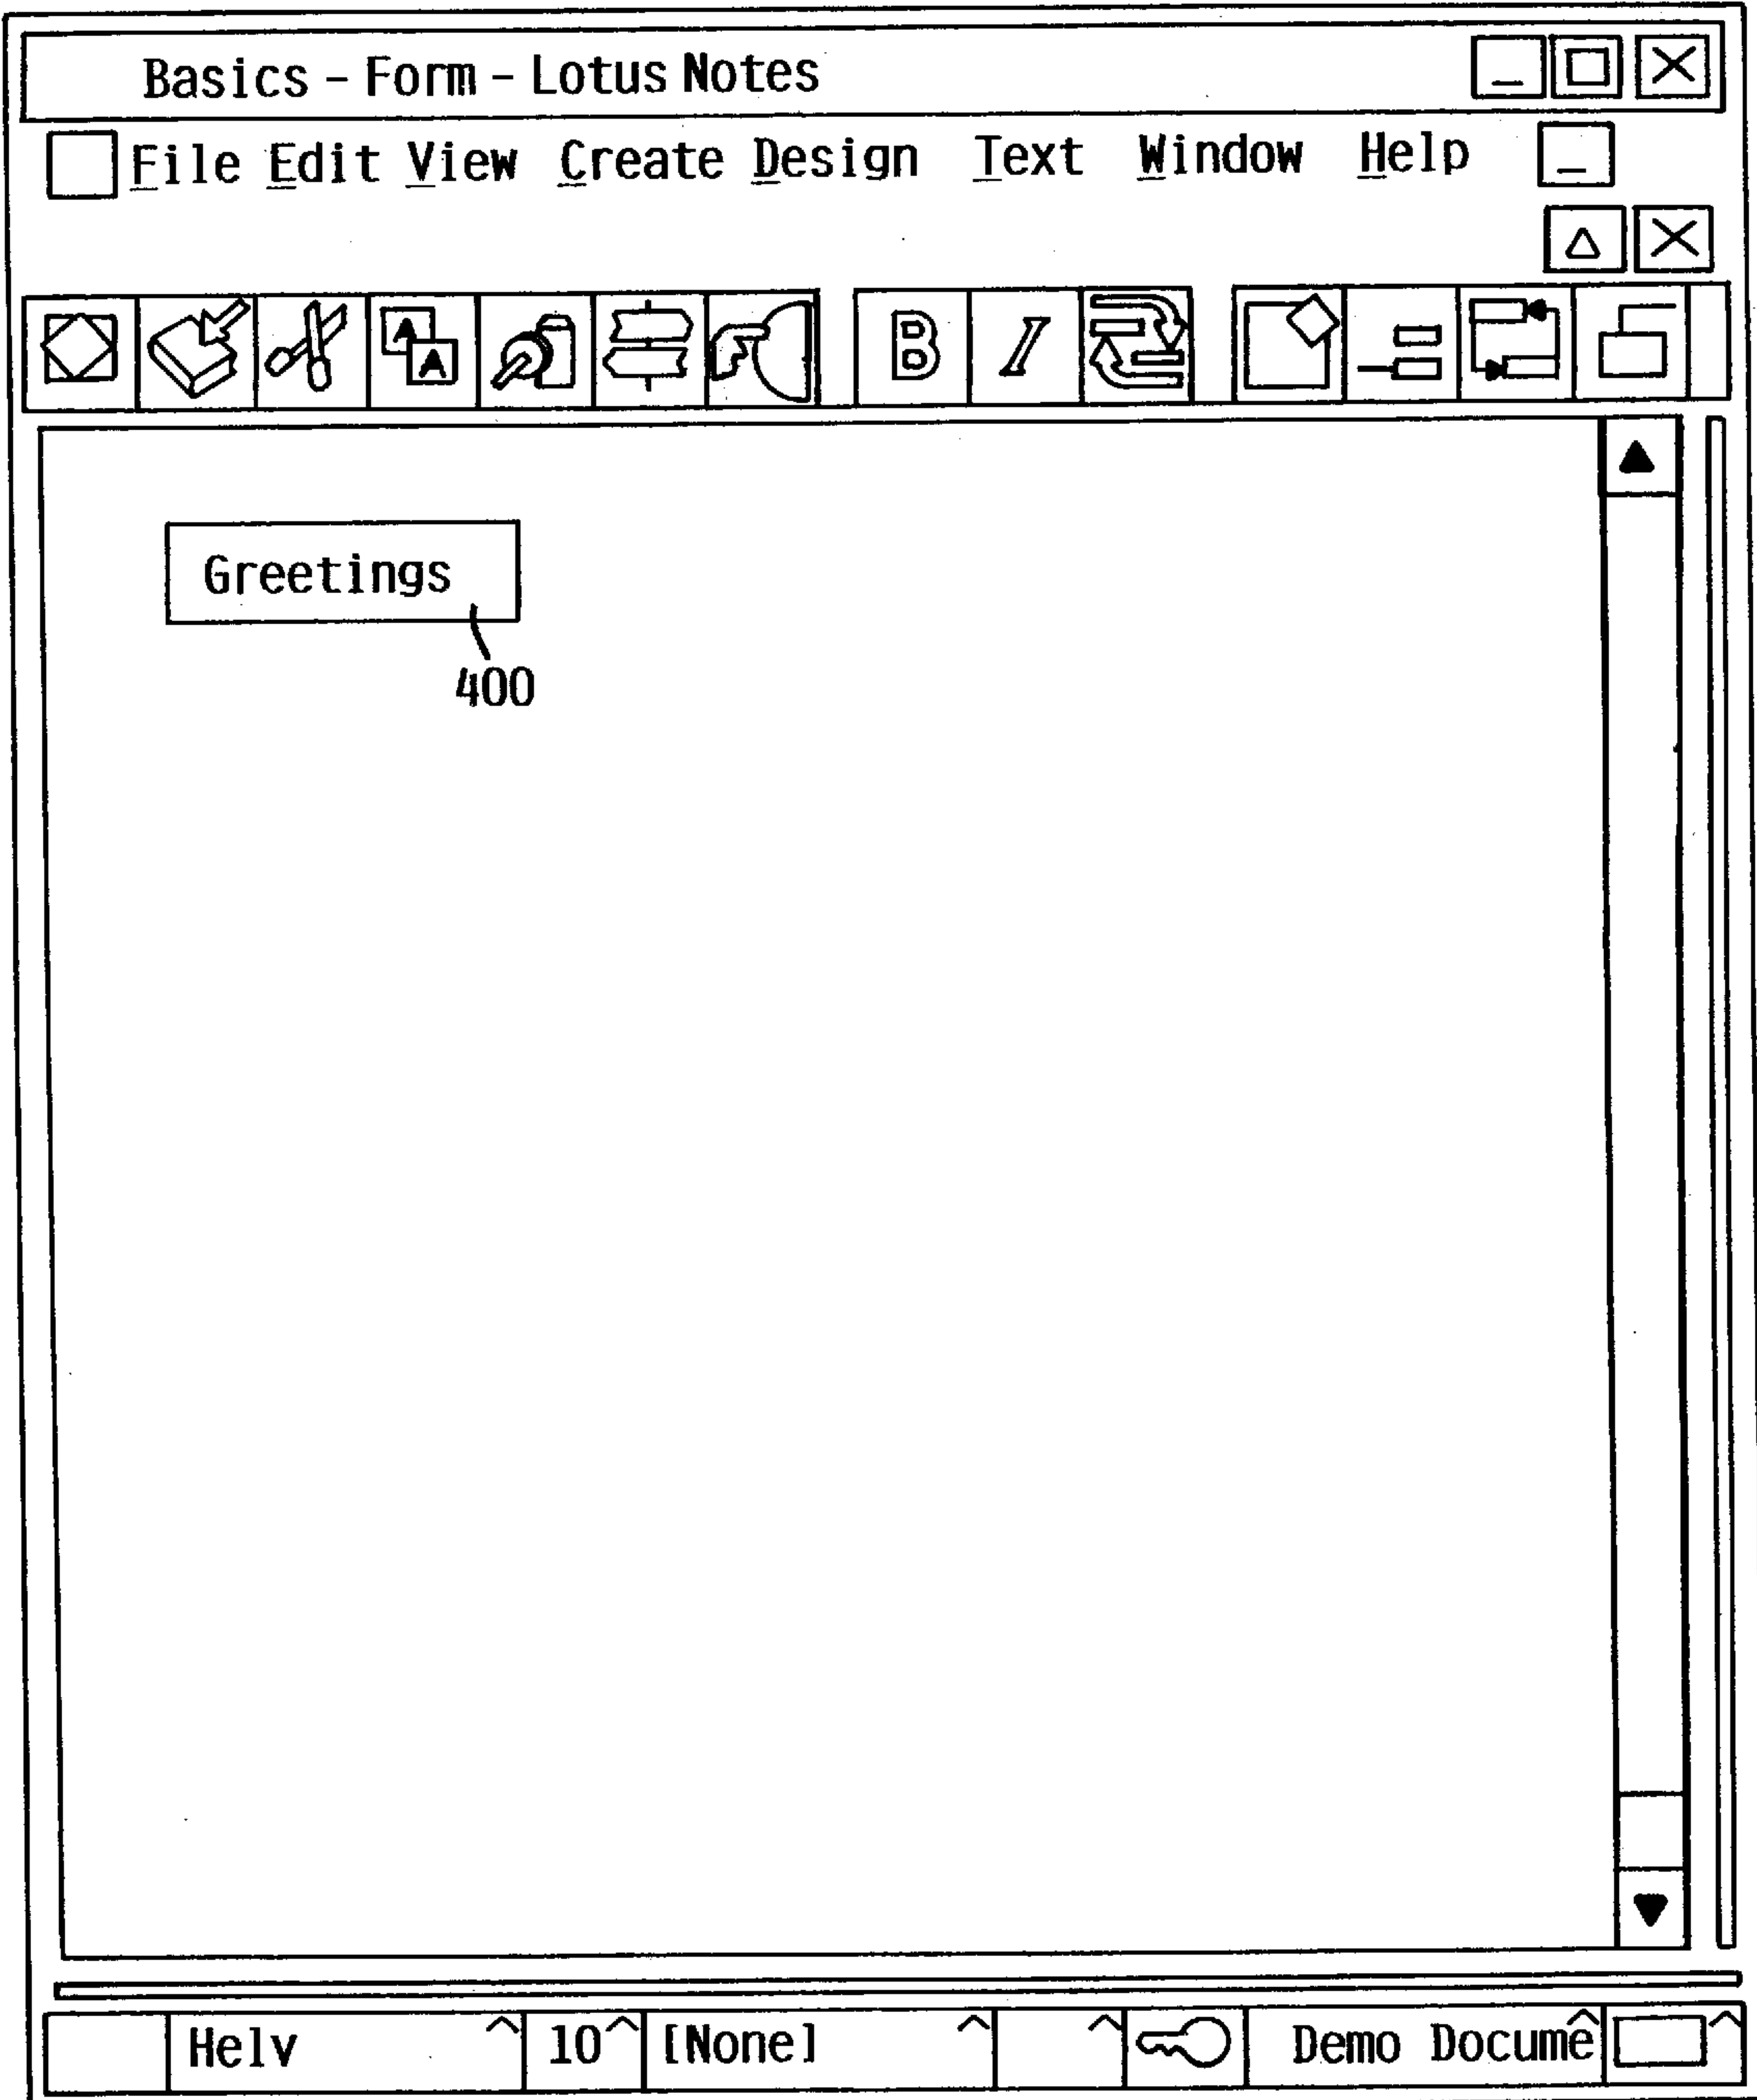 Basics - Form - Lotus Notes
File Edit View Create Design Text Window Help
A
A
B I
Greetings
400
Helv 10 [None] Demo Docume